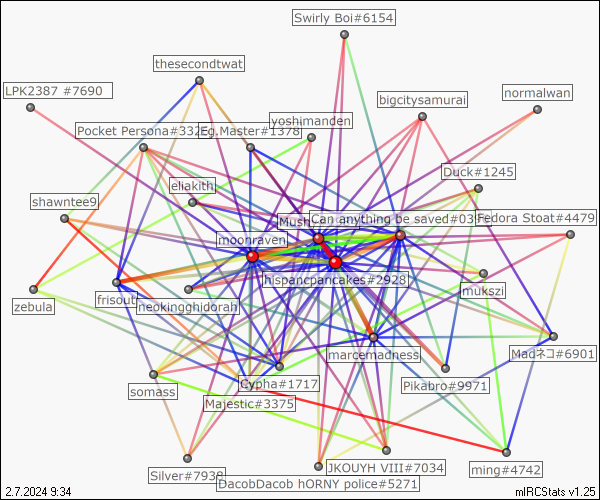 Swirly Boi#6154
thesecondtwat
LPK2387 #7690
normalwan
bigcitysamurai
yoshimanden
Pocket Persona#332
Eg.Master#1378
Duck#1245
eliakith
shawntee9
Mush
Can anything be saved#039
Fedora Stoat#4479
moonraven
hispancpancakes#2928
mukszi
zebula
frisout
neokingghidorah
marcemadness
Maqネコ#6901
Cypha#1717
Pikabro#9971
somass
Majestic#3375
JKOUYH VIII#7034
ming#4742
Silver#7938
DacobDacob hORNY police#5271
2.7.2024 9:34
mIRCStats v1.25